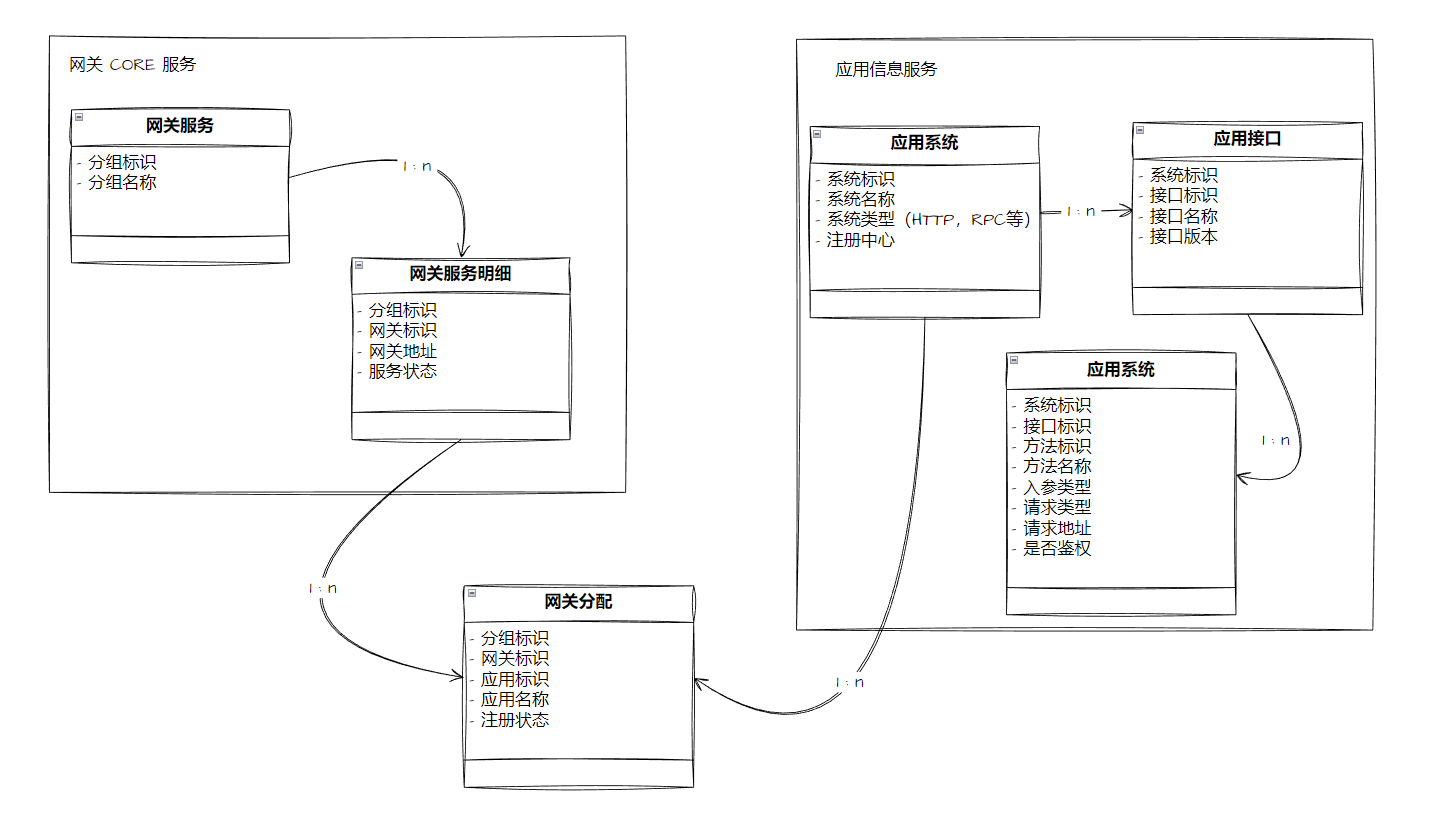 网关 CORE 服务
网关服务
- 分组标识
- 分组名称
1 : n
网关服务明细
- 分组标识
- 网关标识
- 网关地址
- 服务状态
应用信息服务
应用系统
- 系统标识
- 系统名称
- 系统类型（HTTP，RPC等）
- 注册中心
1 : n
应用接口
- 系统标识
- 接口标识
- 接口名称
- 接口版本
1 : n
应用系统
- 系统标识
- 接口标识
- 方法标识
- 方法名称
- 入参类型
- 请求类型
- 请求地址
- 是否鉴权
1 : n
网关分配
- 分组标识
- 网关标识
- 应用标识
- 应用名称
- 注册状态
1 : n